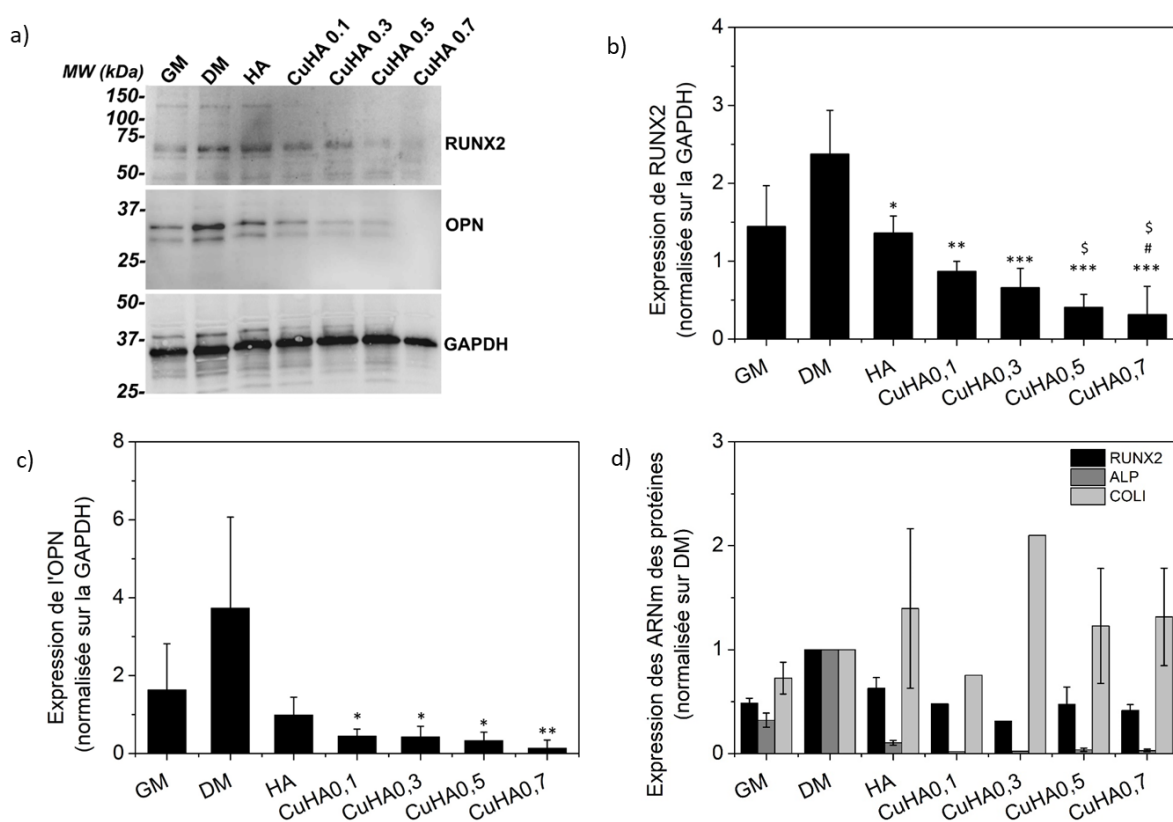 a)
MW (kDa)
GM DM HA CuHA 0.1 CuHA 0.3 CuHA 0.5 CuHA 0.7
150-
100-
75-
50-
RUNX2
37-
25-
OPN
50-
37-
25-
GAPDH
b)
Expression de RUNX2
(normalisée sur la GAPDH)
4
3
2
1
0
*
**
***
$
***
$
#
***
GM DM HA CuHA0,1 CuHA0,3 CuHA0,5 CuHA0,7
c)
Expression de l'OPN
(normalisée sur la GAPDH)
8
6
4
2
0
*
*
*
**
GM DM HA CuHA0,1 CuHA0,3 CuHA0,5 CuHA0,7
d)
Expression des ARNm des protéines
(normalisée sur DM)
3
2
1
0
RUNX2
ALP
COLI
GM DM HA CuHA0,1 CuHA0,3 CuHA0,5 CuHA0,7